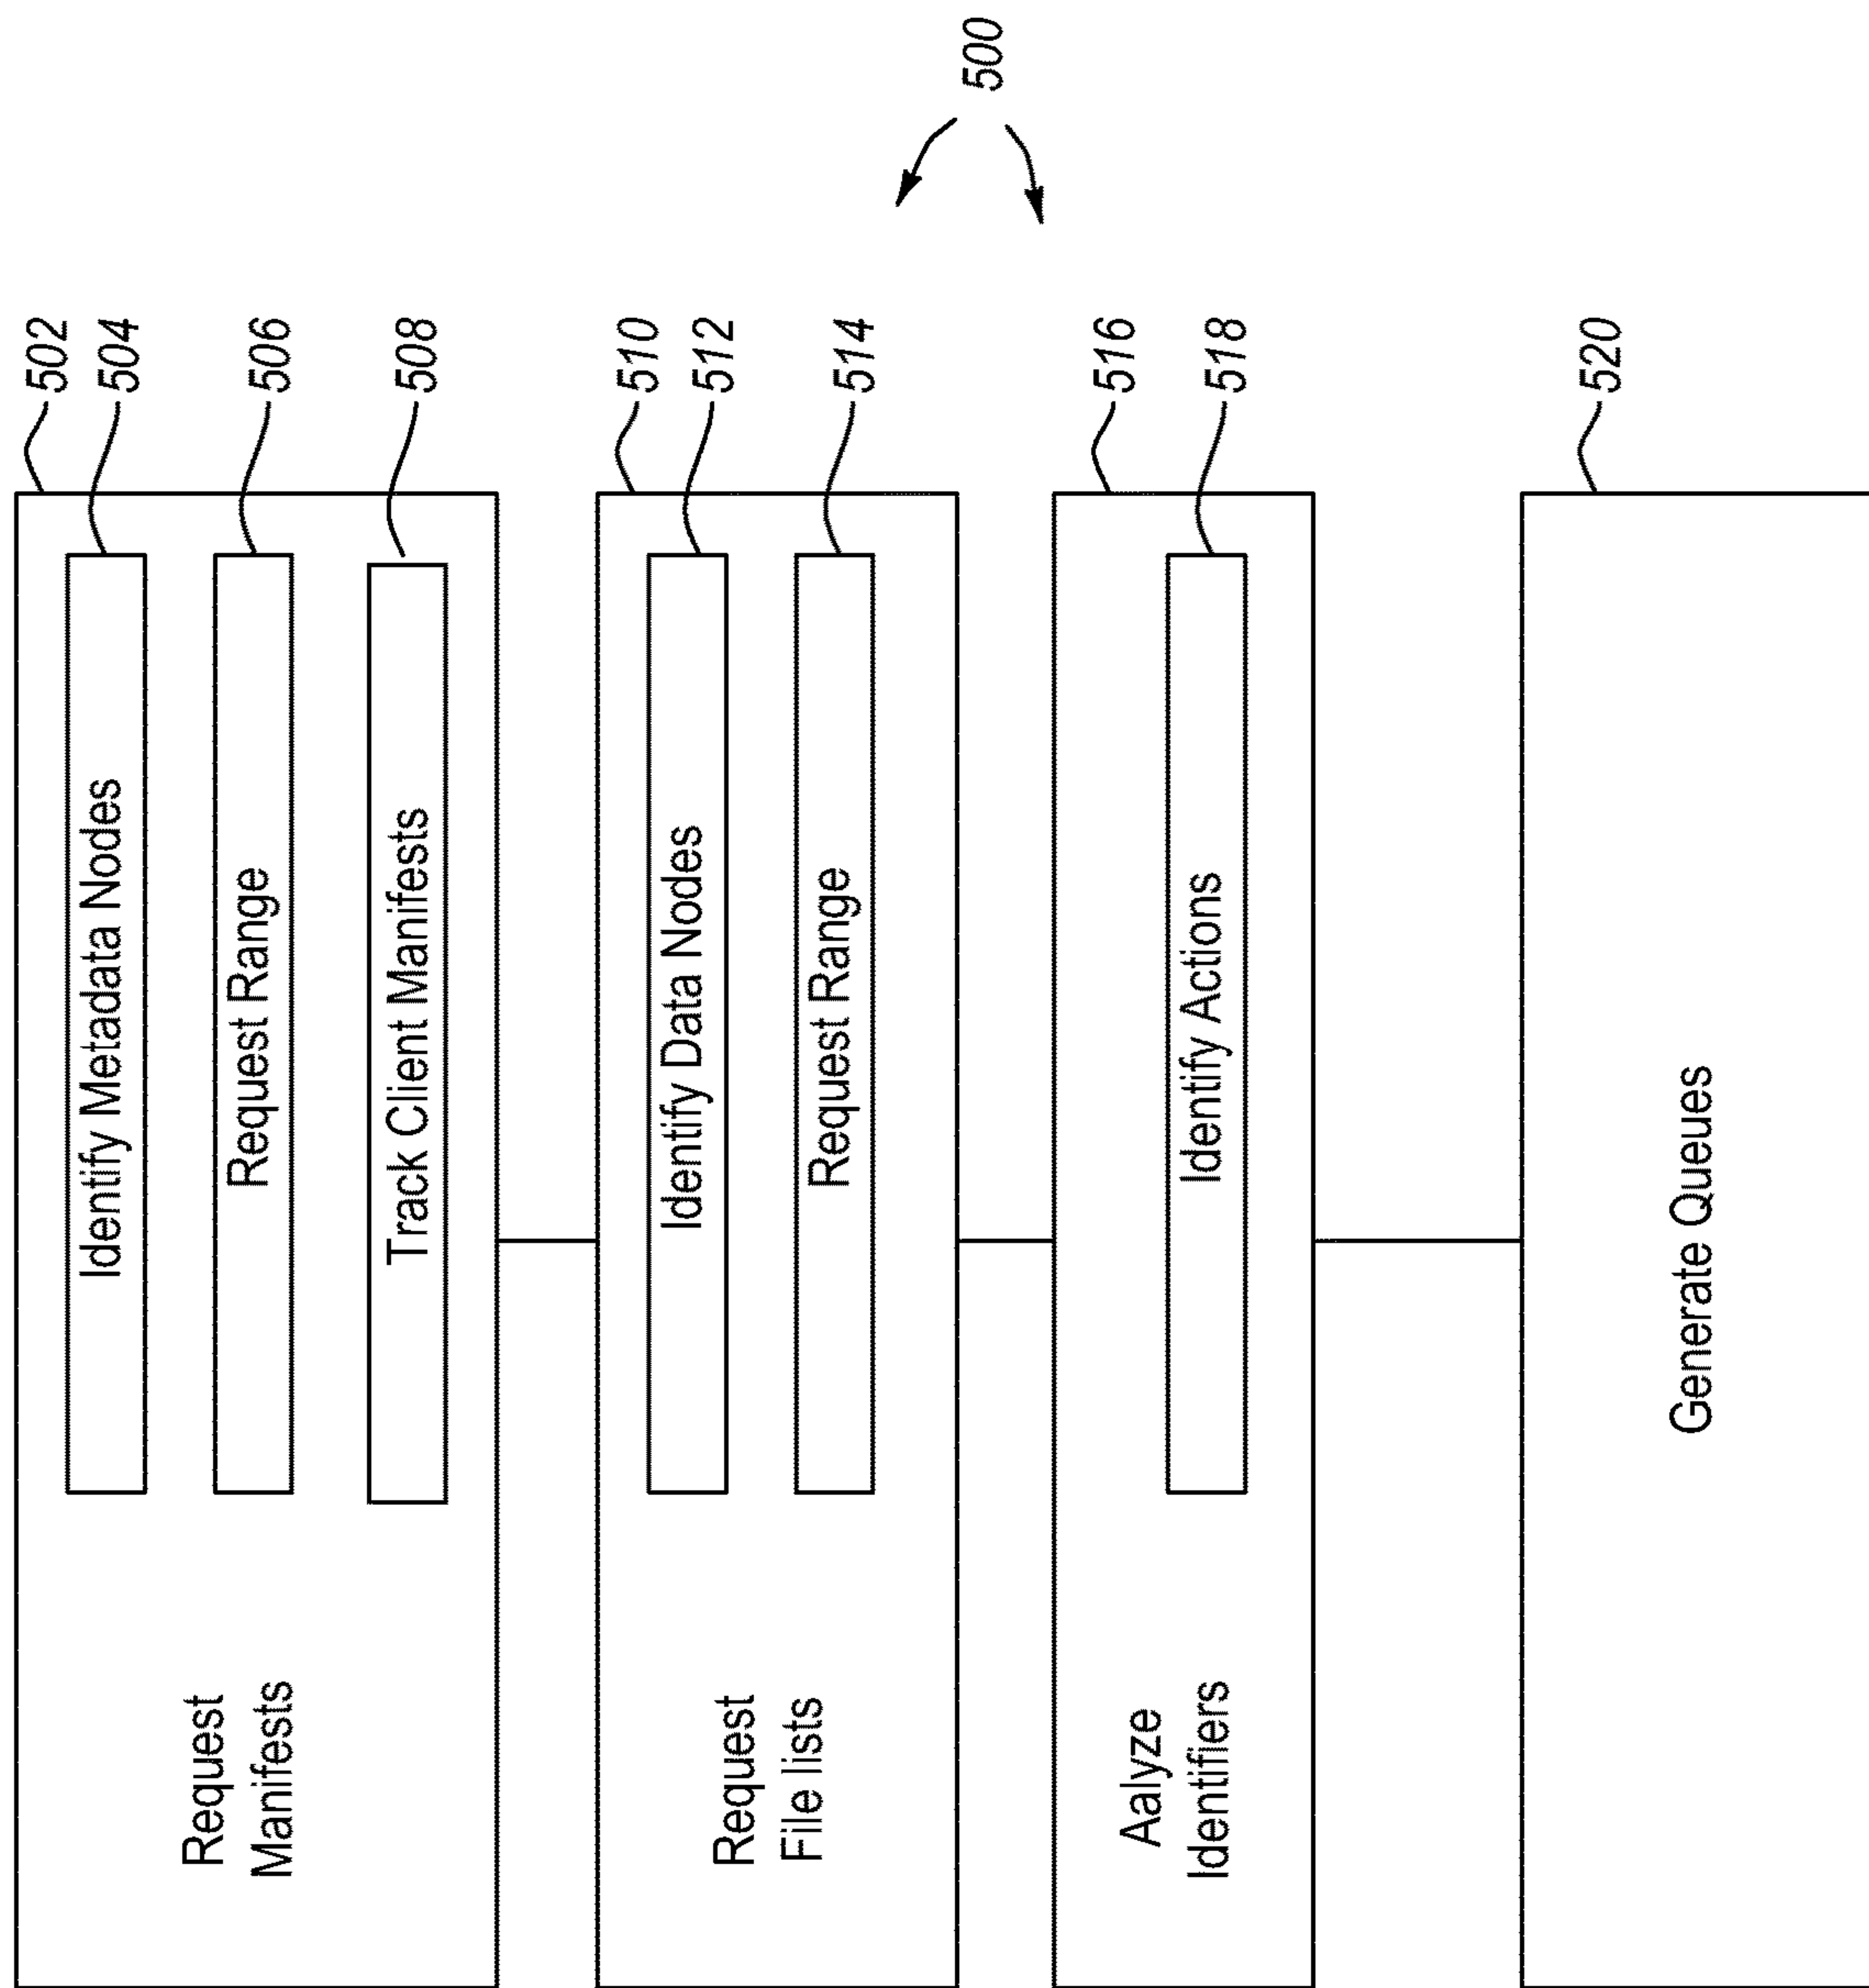 500
502
504
506
508
Request
Manifests
Identify Metadata Nodes
Request Range
Track Client Manifests
510
512
514
Request
File lists
Identify Data Nodes
Request Range
516
518
Aalyze
Identifiers
Identify Actions
520
Generate Queues